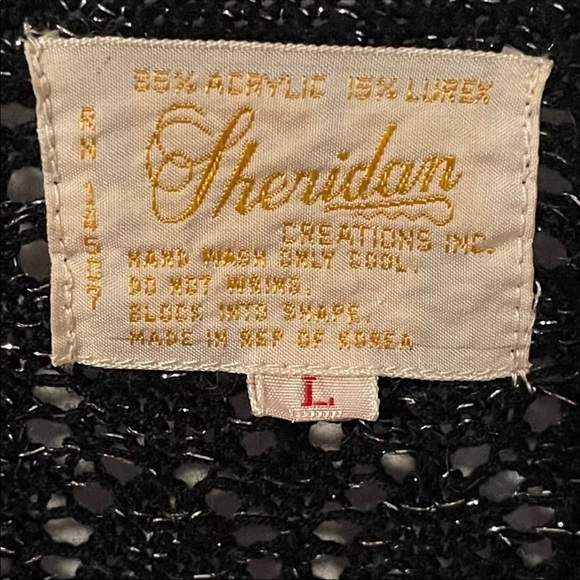 85% ACRYLIC 15% LUREX
Sheridan
CREATIONS INC.
HAND WASH ONLY COOL.
DO NOT WRING.
BLOCK INTO SHAPE.
MADE IN REP OF KOREA
RN
L